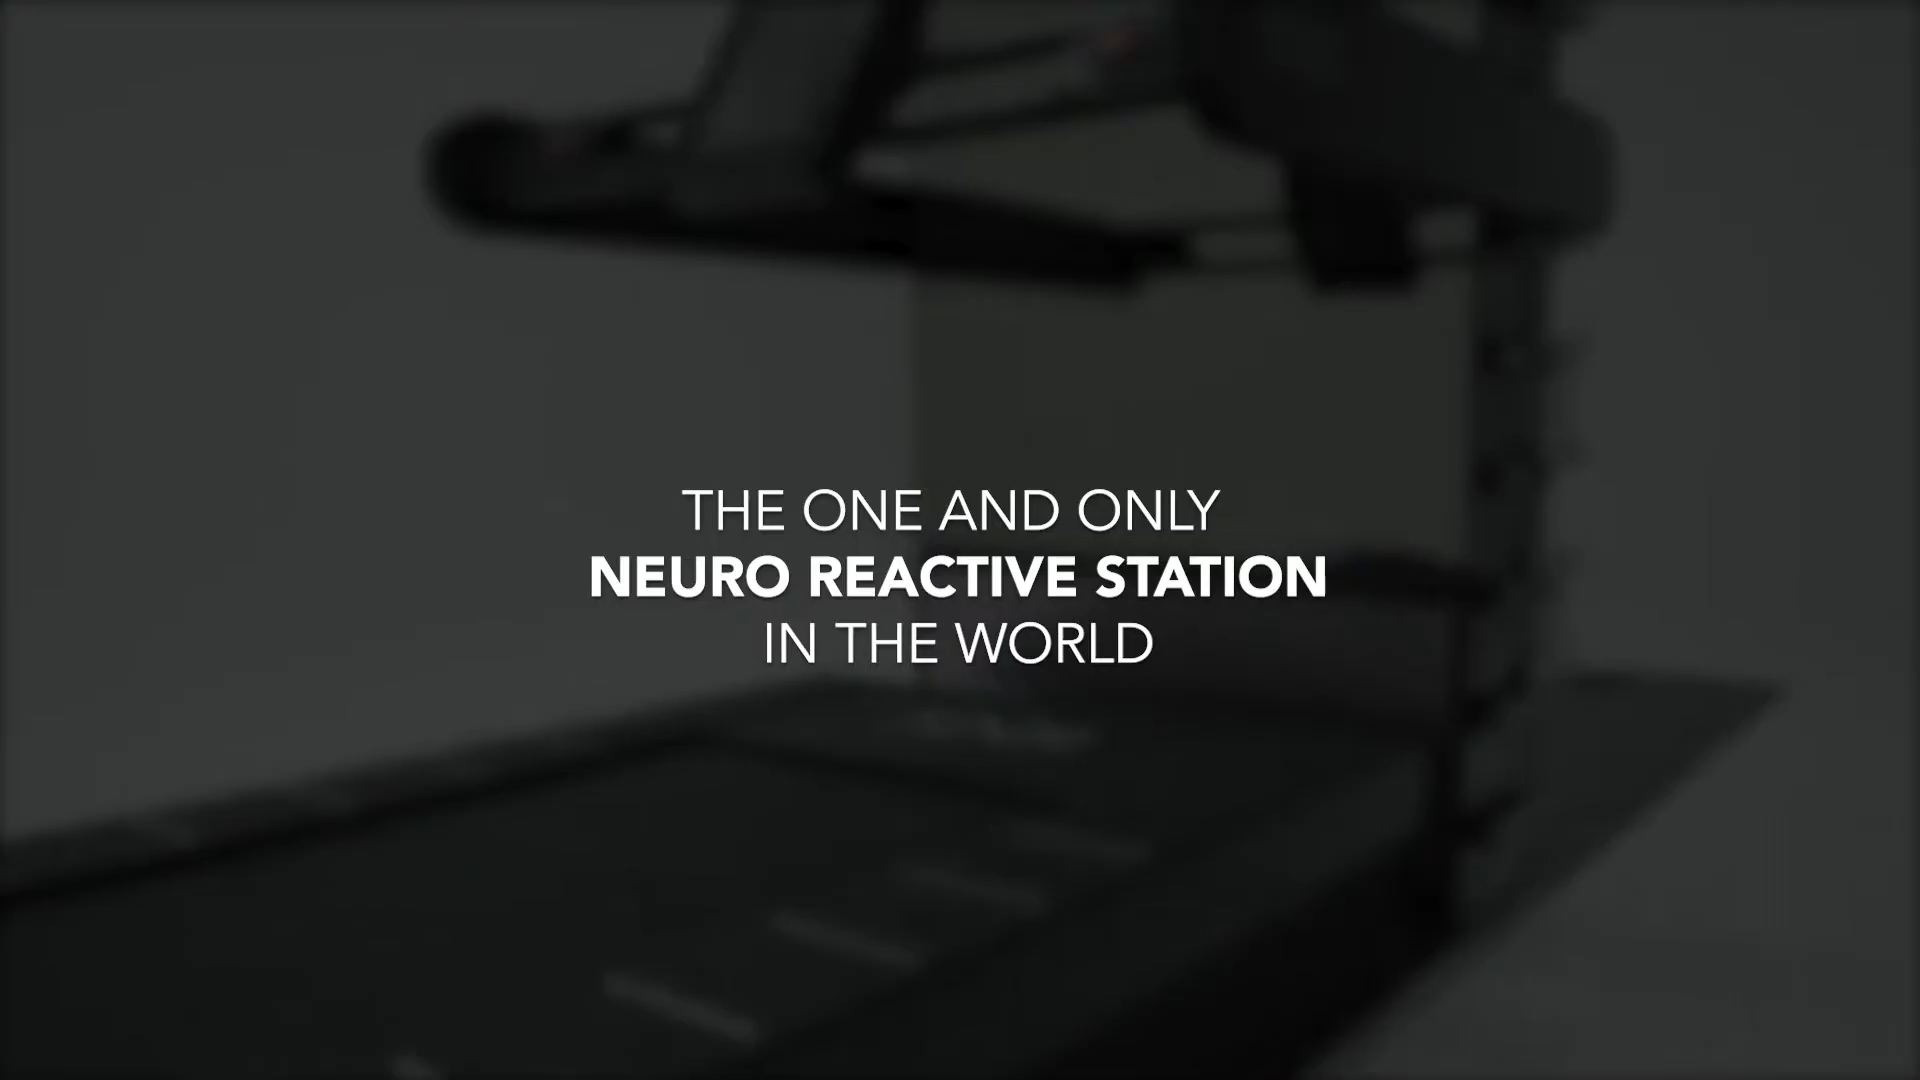 THE ONE AND ONLY
NEURO REACTIVE STATION
IN THE WORLD